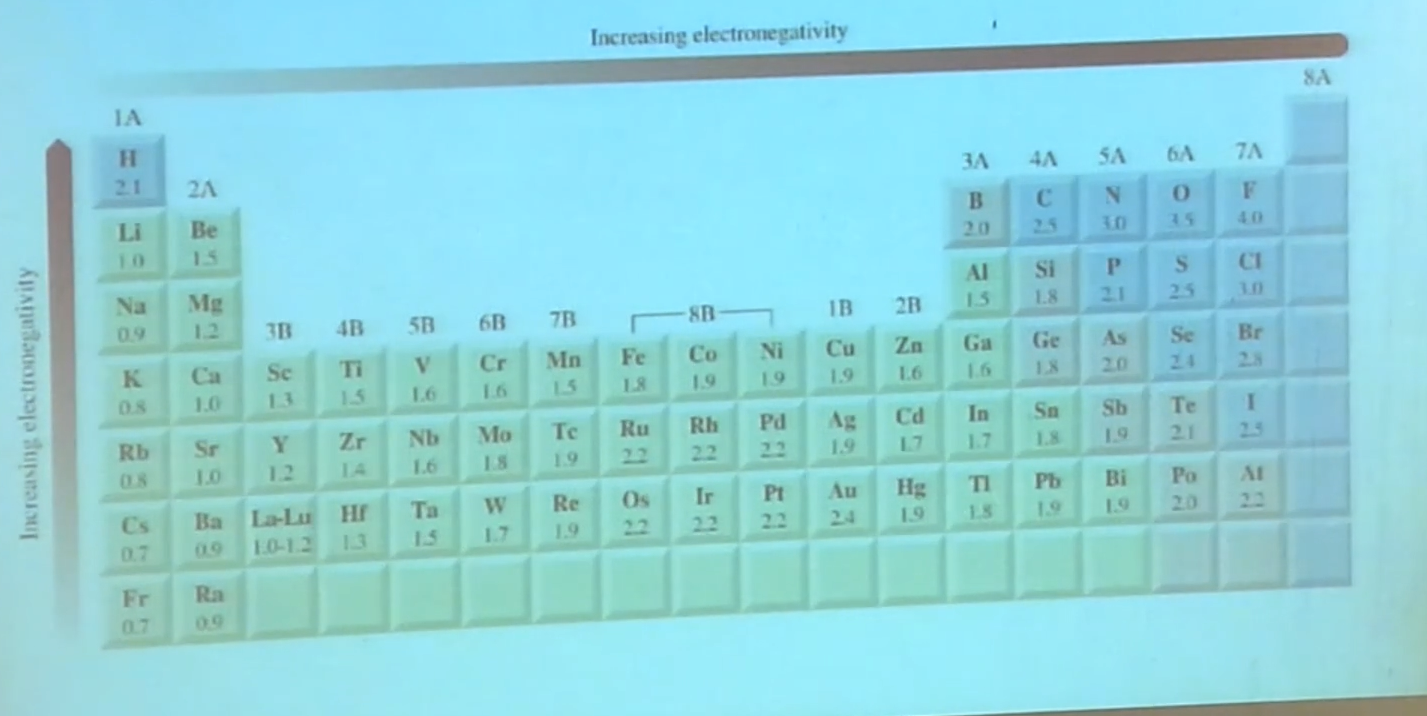 Increasing electronegativity
8A
1A
3A 4A 5A 6A 7A
H
2.1
2A
B C N O F
2.0 2.5 3.0 3.5 4.0
Li Be
1.0 1.5
Al Si P S Cl
1.5 1.8 2.1 2.5 3.0
Na Mg
0.9 1.2
3B 4B 5B 6B 7B 8B 1B 2B
K Ca Sc Ti V Cr Mn Fe Co Ni Cu Zn Ga Ge As Se Br
0.8 1.0 1.3 1.5 1.6 1.6 1.5 1.8 1.9 1.9 1.9 1.6 1.6 1.8 2.0 2.4 2.8
Rb Sr Y Zr Nb Mo Tc Ru Rh Pd Ag Cd In Sn Sb Te I
0.8 1.0 1.2 1.4 1.6 1.8 1.9 2.2 2.2 2.2 1.9 1.7 1.7 1.8 1.9 2.1 2.5
Cs Ba La-Lu Hf Ta W Re Os Ir Pt Au Hg Tl Pb Bi Po At
0.7 0.9 1.0-1.2 1.3 1.5 1.7 1.9 2.2 2.2 2.2 2.4 1.9 1.8 1.9 1.9 2.0 2.2
Fr Ra
0.7 0.9
Increasing electronegativity